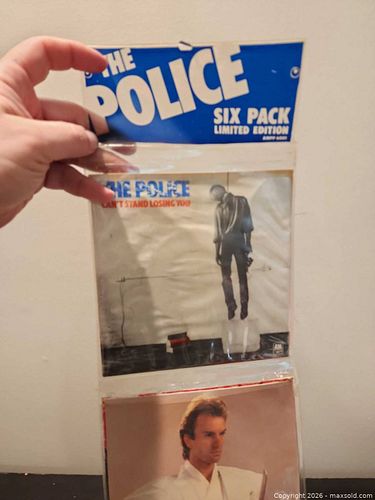 THE
POLICE
SIX PACK
LIMITED EDITION
THE POLICE
CAN'T STAND LOSING YOU
Copyright © 2026 - maxsold.com